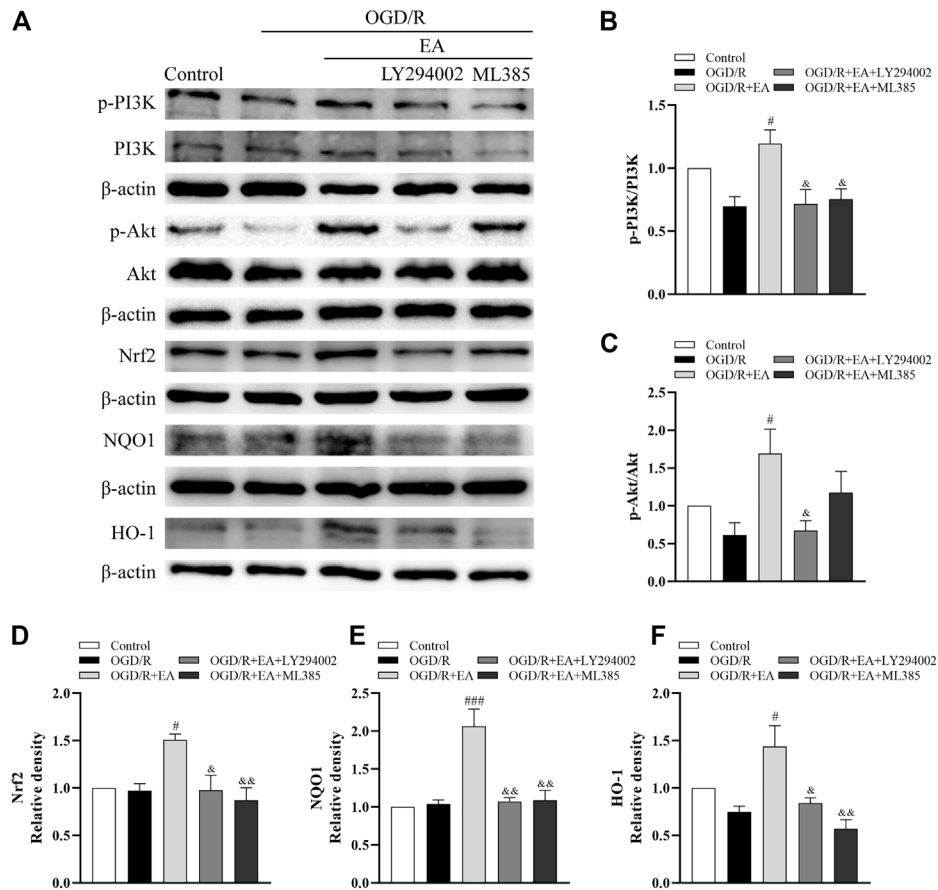 A
OGD/R
EA
Control LY294002 ML385
p-PI3K
PI3K
β-actin
p-Akt
Akt
β-actin
Nrf2
β-actin
NQO1
β-actin
HO-1
β-actin
B
Control
OGD/R OGD/R+EA+LY294002
OGD/R+EA OGD/R+EA+ML385
p-PI3K/PI3K
1.5
1.0
0.5
0.0
#
&
&
C
Control
OGD/R OGD/R+EA+LY294002
OGD/R+EA OGD/R+EA+ML385
p-Akt/Akt
2.5
2.0
1.5
1.0
0.5
0.0
#
&
D
Control
OGD/R OGD/R+EA+LY294002
OGD/R+EA OGD/R+EA+ML385
Nrf2
Relative density
2.0
1.5
1.0
0.5
0.0
#
&
&&
E
Control
OGD/R OGD/R+EA+LY294002
OGD/R+EA OGD/R+EA+ML385
NQO1
Relative density
2.5
2.0
1.5
1.0
0.5
0.0
###
&&
&&
F
Control
OGD/R OGD/R+EA+LY294002
OGD/R+EA OGD/R+EA+ML385
HO-1
Relative density
2.0
1.5
1.0
0.5
0.0
#
&
&&